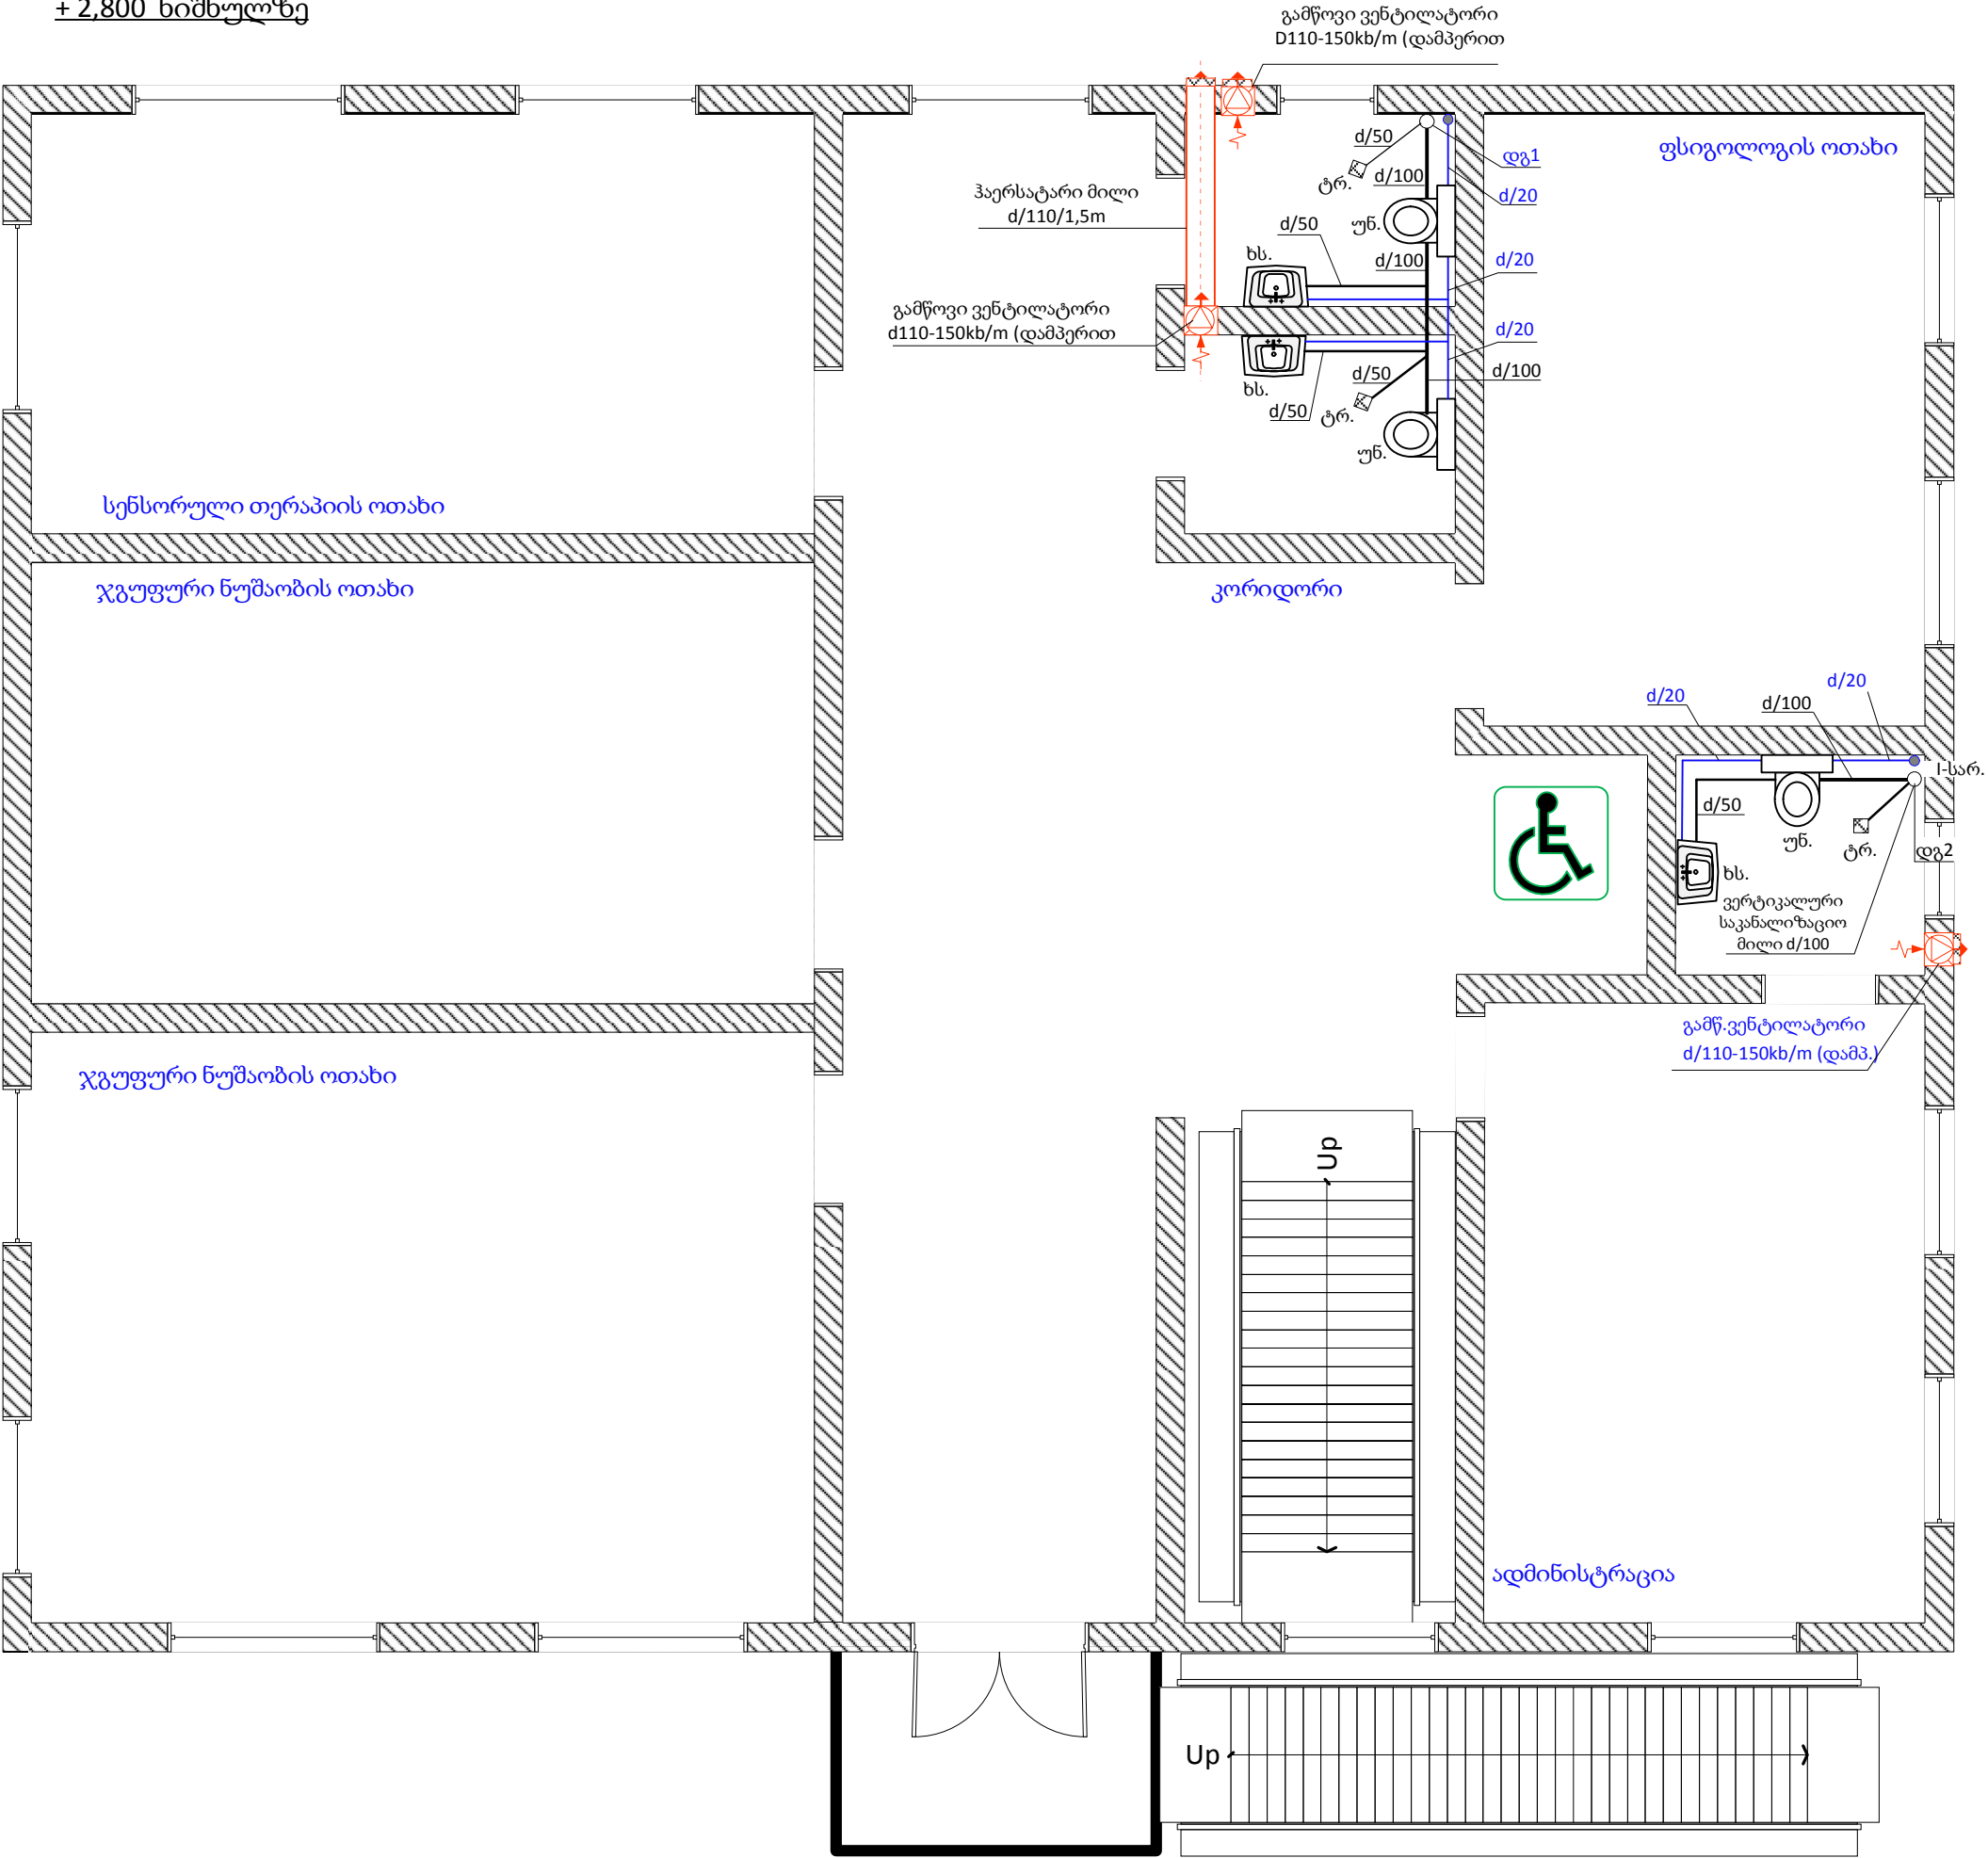 + 2,800 ნიშნულზე
გამწოვი ვენტილატორი
D110-150kb/m (დამპერით
ფსიგოლოგის ოთახი
d/50
დგ1
ტრ.
d/100
d/20
ჰაერსატარი მილი
d/110/1,5m
d/50
უნ.
ხს.
d/100
d/20
გამწოვი ვენტილატორი
d110-150kb/m (დამპერით
d/20
ხს.
d/50
d/100
d/50
ტრ.
უნ.
სენსორული თერაპიის ოთახი
ჯგუფური ნუშაობის ოთახი
კორიდორი
d/20
d/100
d/20
I-სარ.
d/50
უნ.
ტრ.
დგ2
ხს.
ვერტიკალური
საკანალიზაციო
მილი d/100
გამწ.ვენტილატორი
d/110-150kb/m (დამპ.)
ჯგუფური ნუშაობის ოთახი
Up
ადმინისტრაცია
Up